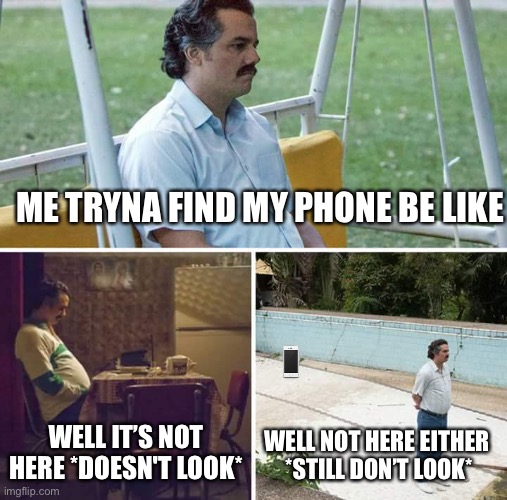 ME TRYNA FIND MY PHONE BE LIKE
WELL IT’S NOT
HERE *DOESN'T LOOK*
WELL NOT HERE EITHER
*STILL DON’T LOOK*
imgflip.com